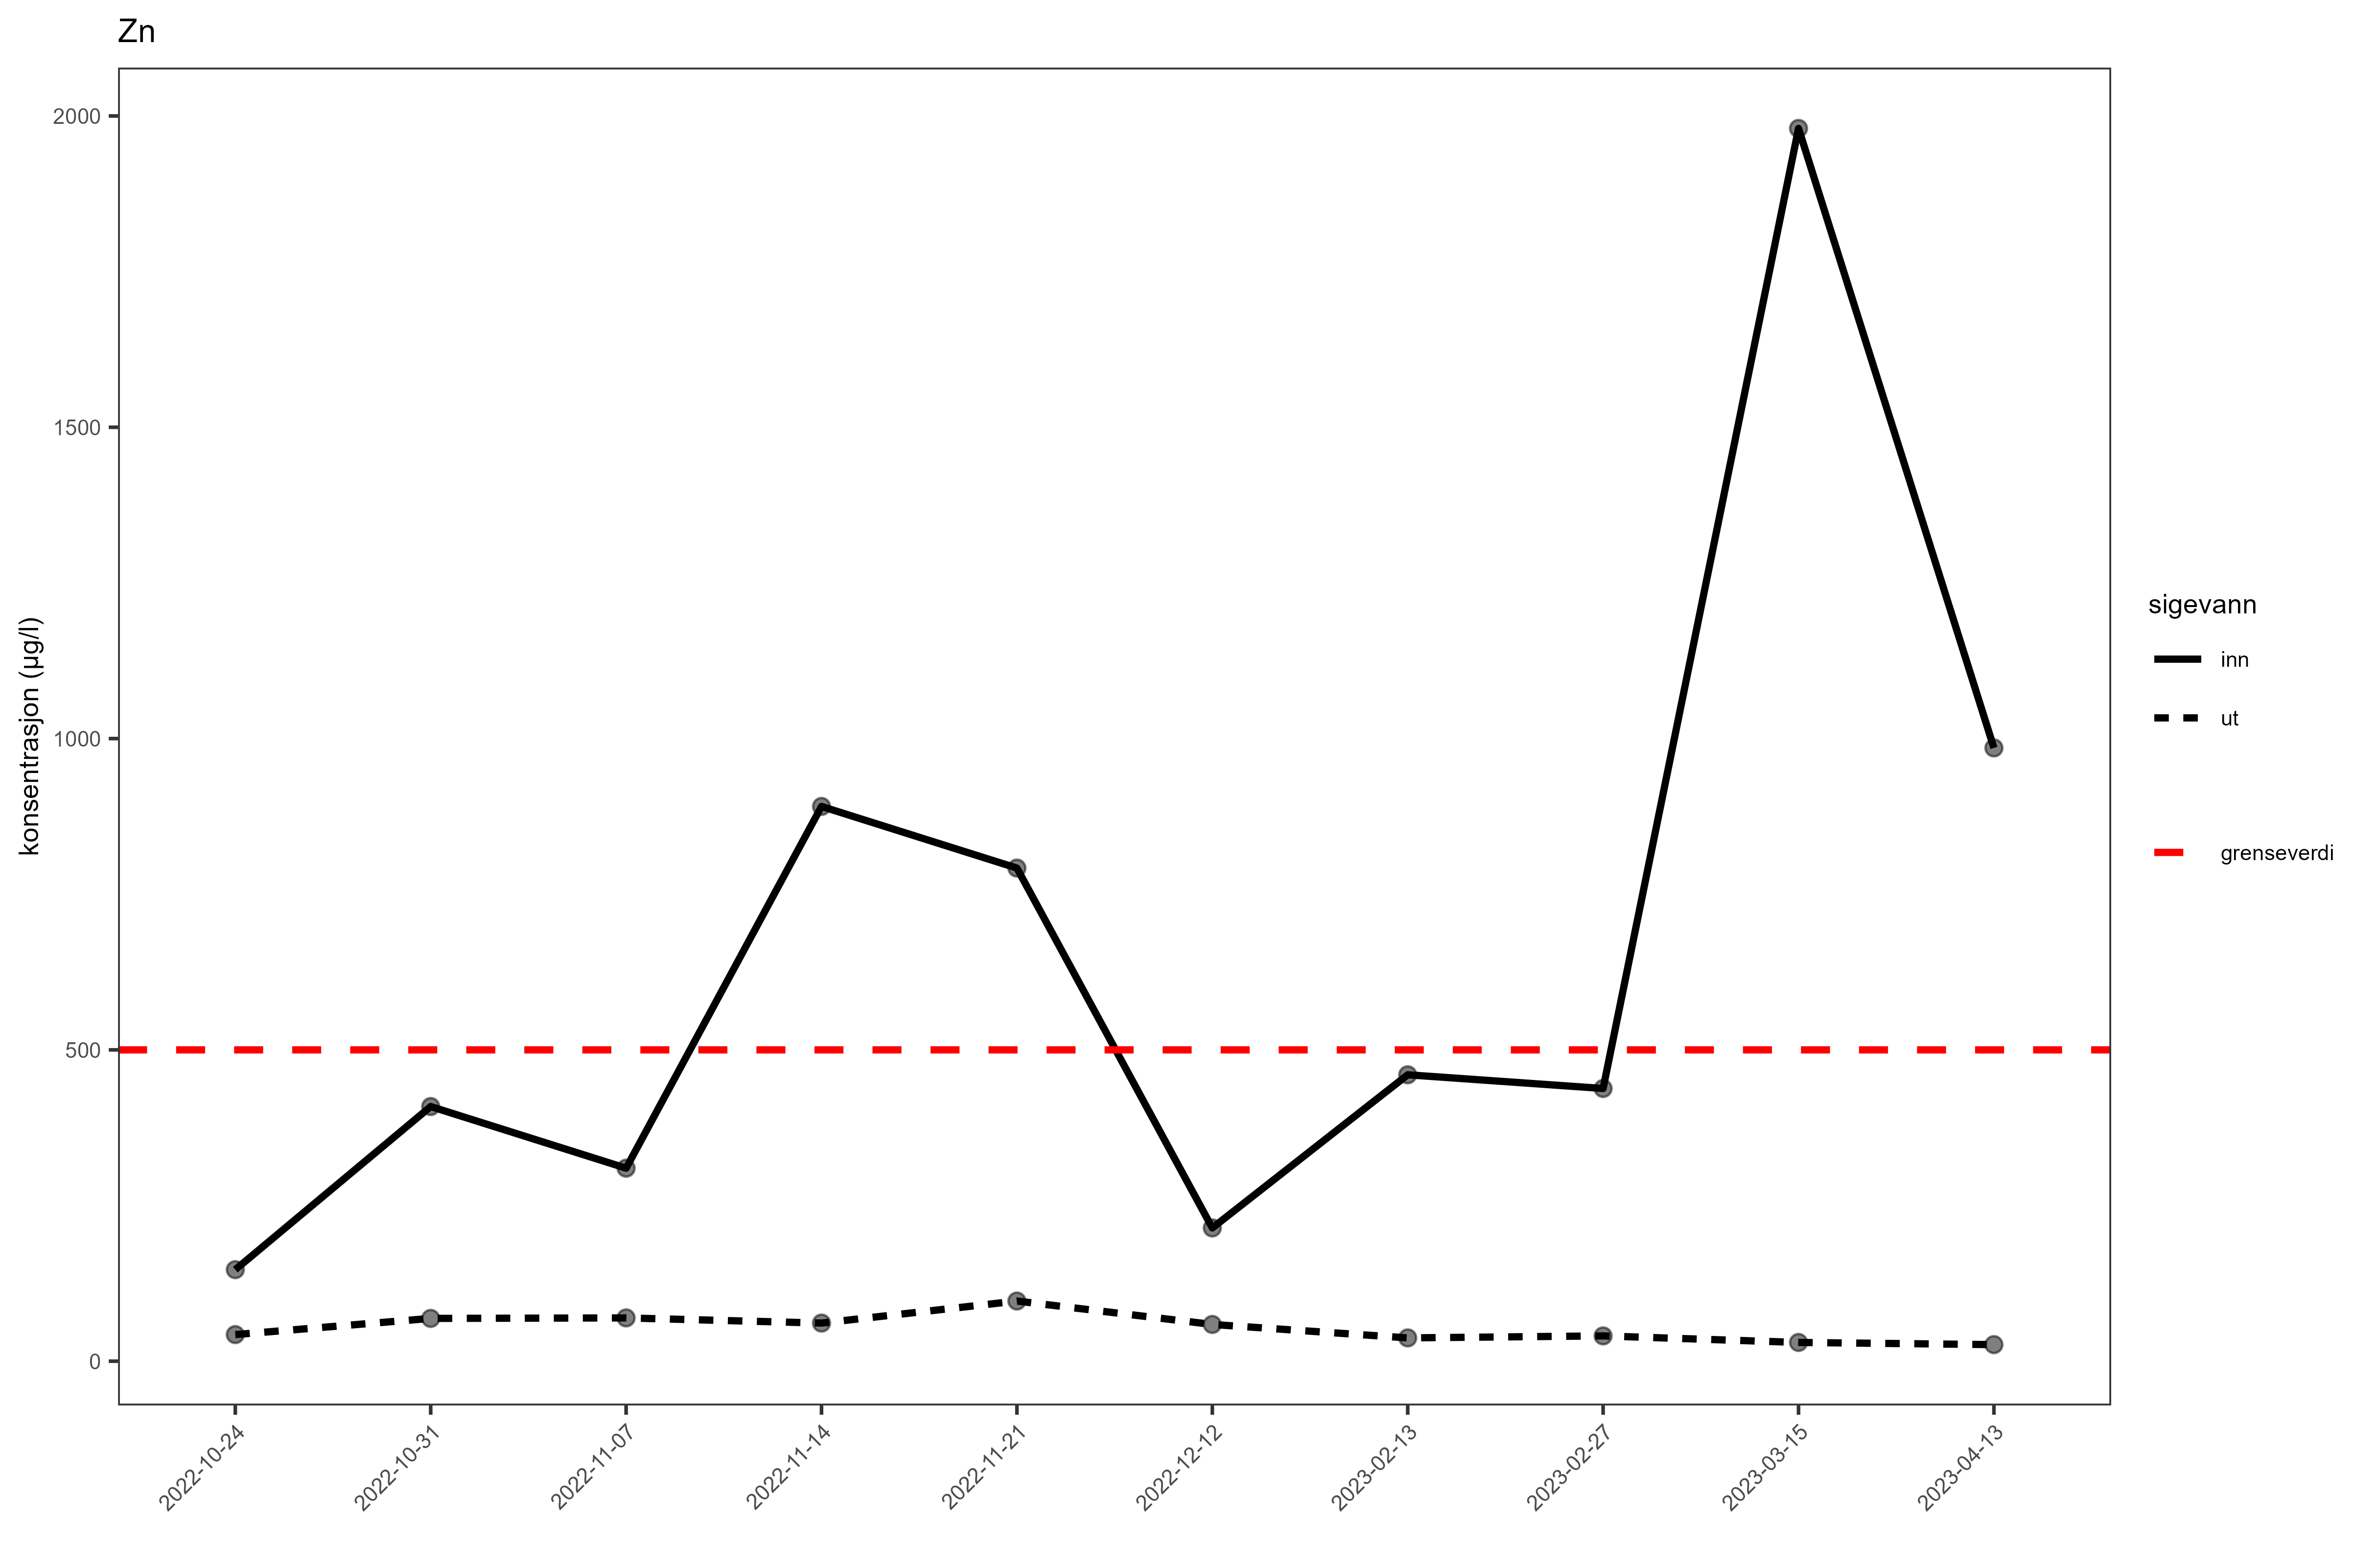 Zn
konsentrasjon (µg/l)
2000
1500
1000
500
0
2022-10-24
2022-10-31
2022-11-07
2022-11-14
2022-11-21
2022-12-12
2023-02-13
2023-02-27
2023-03-15
2023-04-13
sigevann
inn
ut
grenseverdi